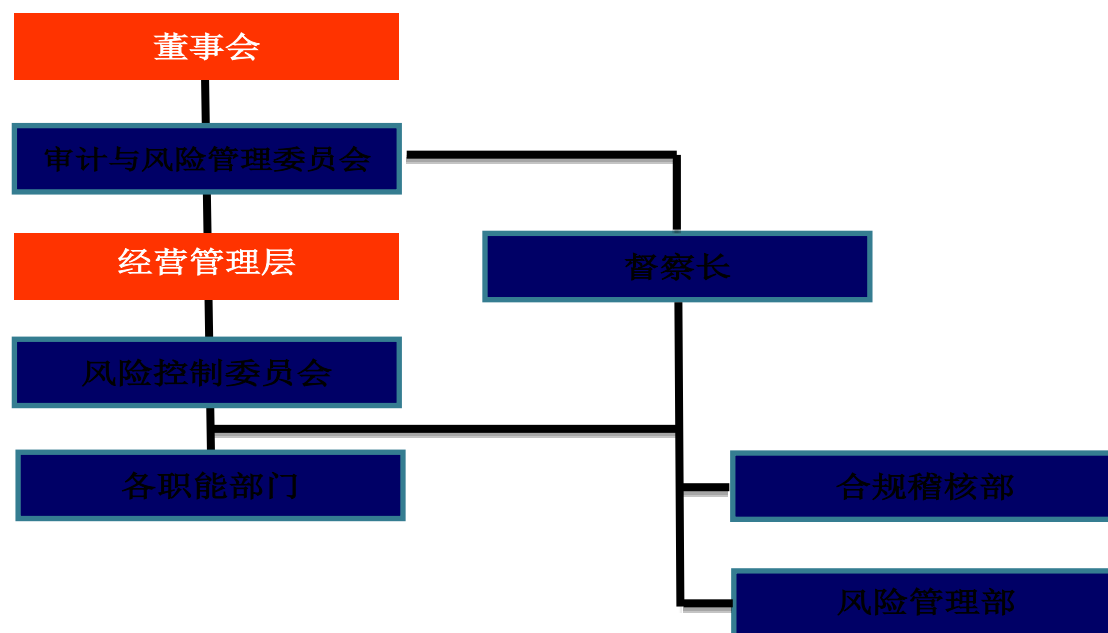 董事会
审计与风险管理委员会
经营管理层
督察长
风险控制委员会
各职能部门
合规稽核部
风险管理部